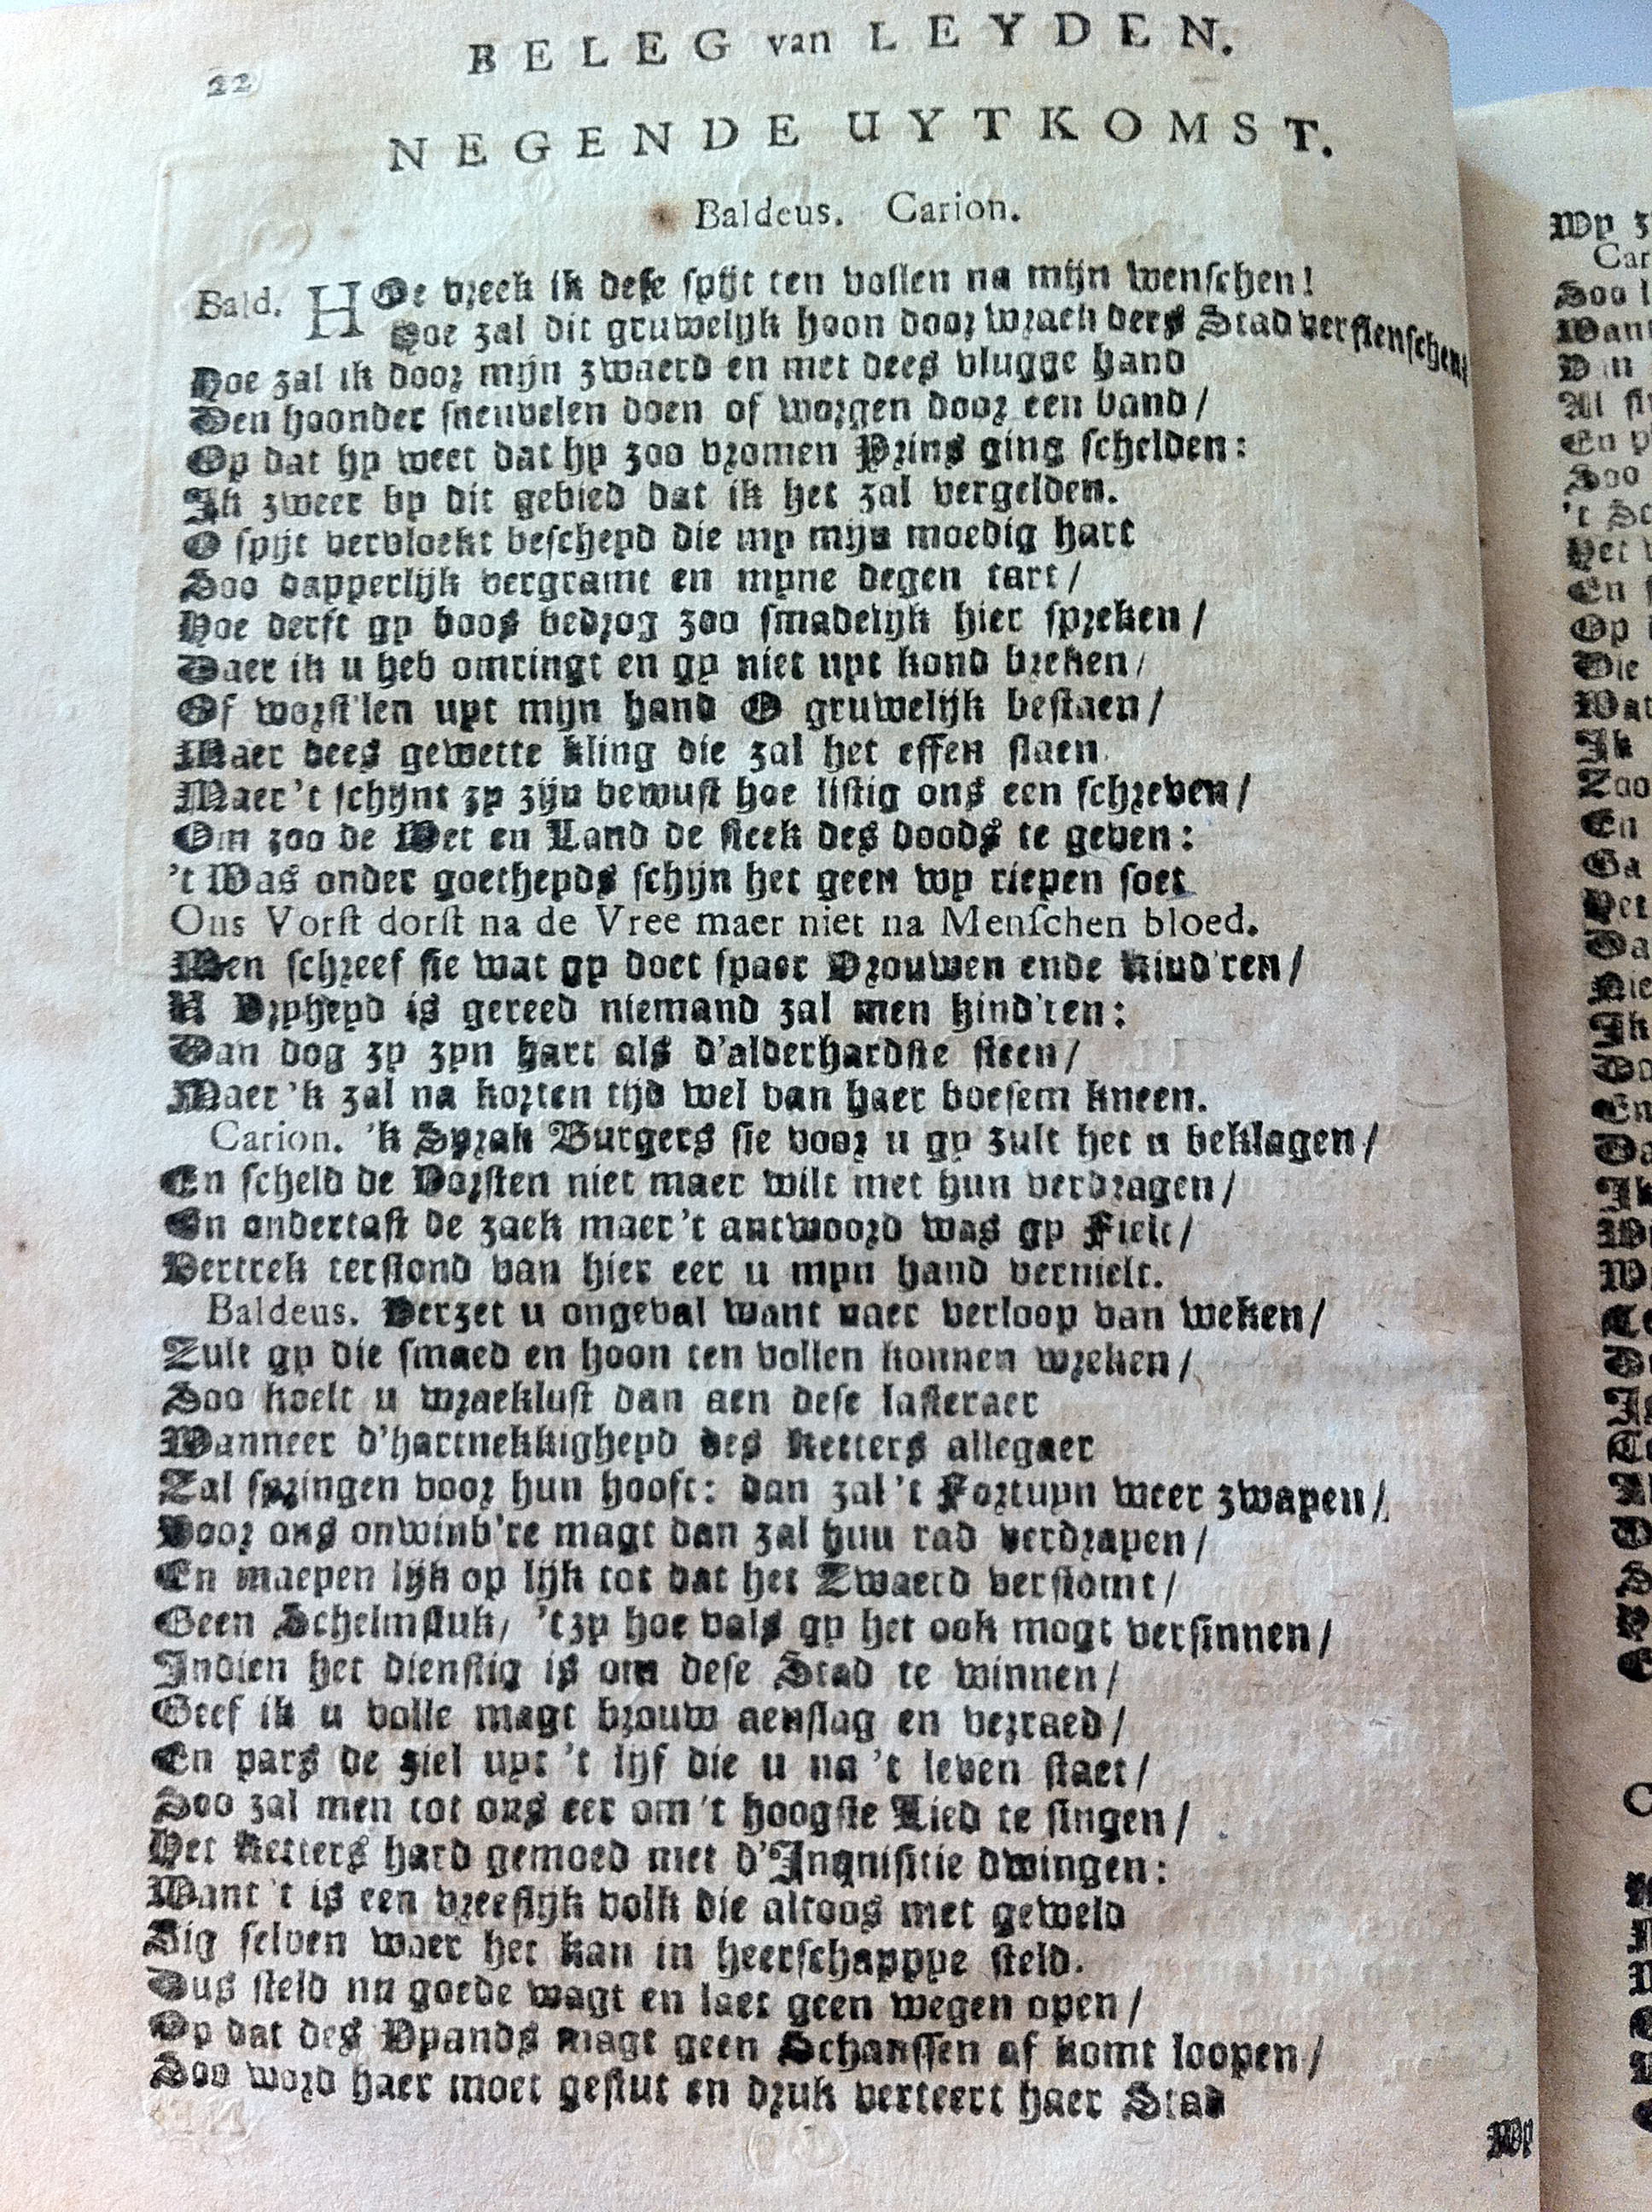 22
BELEG van LEYDEN.
NEGENDE UYTKOMST.
Baldeus. Carion.
Bald. HOe vreek ik dese spijt ten vollen na mijn wenschen!
Hoe zal dit gruwelijk hoon door wraek ders Stad verslenschen!
Hoe zal ik door mijn zwaerd en met dees vlugge hand
Den hoonder sneuvelen doen of worgen door een band/
Op dat hy weet dat hy zoo vromen Prins ging schelden:
Ik zweer by dit gebied dat ik het zal vergelden.
O spijt vervloekt bescheyd die my mijn moedig hart
Soo dapperlijk vergramt en myne degen tart/
Hoe derft gy boos bedrog zoo smadelijk hier spreken/
Daer ik u heb omringt en gy niet uyt kond breken/
Of worst'len uyt mijn hand O gruwelijk bestaen/
Maer dees gewette kling die zal het effen slaen.
Maer 't schijnt zy zijn bewust hoe listig ons een schreven/
Om zoo de Wet en Land de steek des doods te geven:
't Was onder goetheyds schijn het geen wy riepen soet
Ons Vorst dorst na de Vree maer niet na Menschen bloed.
Men schreef sie wat gy doet spaer Vrouwen ende Kind'ren/
U Vryheyd is gereed niemand zal men hind'ren:
Dan dog zy zyn hart als d'alderhardste steen/
Maer 'k zal na korten tijd wel van haer boesem kneen.
Carion. 'k Sprak Burgers sie voor u gy zult het u beklagen/
En scheld de Vorsten niet maer wilt met hun verdragen/
En ondertast de zaek maer 't antwoord was gy Fielt/
Vertrek terstond van hier eer u myn hand vernielt.
Baldeus. Verzet u ongeval want naer verloop van weken/
Zult gy die smaed en hoon ten vollen konnen wreken/
Soo koelt u wraeklust dan aen dese lasteraer
Wanneer d'hartnekkigheyd des Ketters allegaer
Zal springen voor hun hooft: dan zal 't Fortuyn weer zwayen/
Voor ons onwinb're magt dan zal huu rad verdrayen/
En maeyen lijk op lijk tot dat het Zwaerd verstomt/
Geen Schelmstuk/ 't zy hoe vals gy het ook mogt versinnen/
Indien het dienstig is om dese Stad te winnen/
Geef ik u volle magt brouw aenslag en verraed/
En pars de ziel uyt 't lijf die u na 't leven staet/
Soo zal men tot ons eer om 't hoogste Lied te singen/
Het Ketters hard gemoed met d'Inqnisitie dwingen:
Want 't is een vreeslijk volk die altoos met geweld
Sig selven waer het kan in heerschappye steld.
Dus steld nu goede wagt en laet geen wegen open/
Op dat des Vyands magt geen Schanssen af komt loopen/
Soo word haer moet gestut en druk verteert haer Stad
Wy